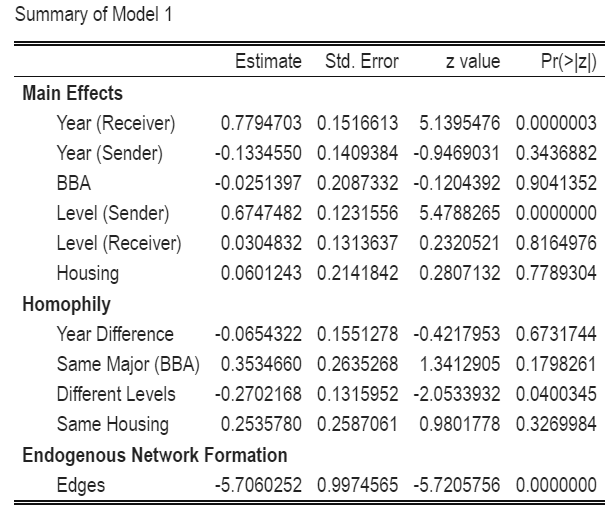 Summary of Model 1
Estimate Std. Error z value Pr(>|z|)
Main Effects
Year (Receiver) 0.7794703 0.1516613 5.1395476 0.0000003
Year (Sender) -0.1334550 0.1409384 -0.9469031 0.3436882
BBA -0.0251397 0.2087332 -0.1204392 0.9041352
Level (Sender) 0.6747482 0.1231556 5.4788265 0.0000000
Level (Receiver) 0.0304832 0.1313637 0.2320521 0.8164976
Housing 0.0601243 0.2141842 0.2807132 0.7789304
Homophily
Year Difference -0.0654322 0.1551278 -0.4217953 0.6731744
Same Major (BBA) 0.3534660 0.2635268 1.3412905 0.1798261
Different Levels -0.2702168 0.1315952 -2.0533932 0.0400345
Same Housing 0.2535780 0.2587061 0.9801778 0.3269984
Endogenous Network Formation
Edges -5.7060252 0.9974565 -5.7205756 0.0000000